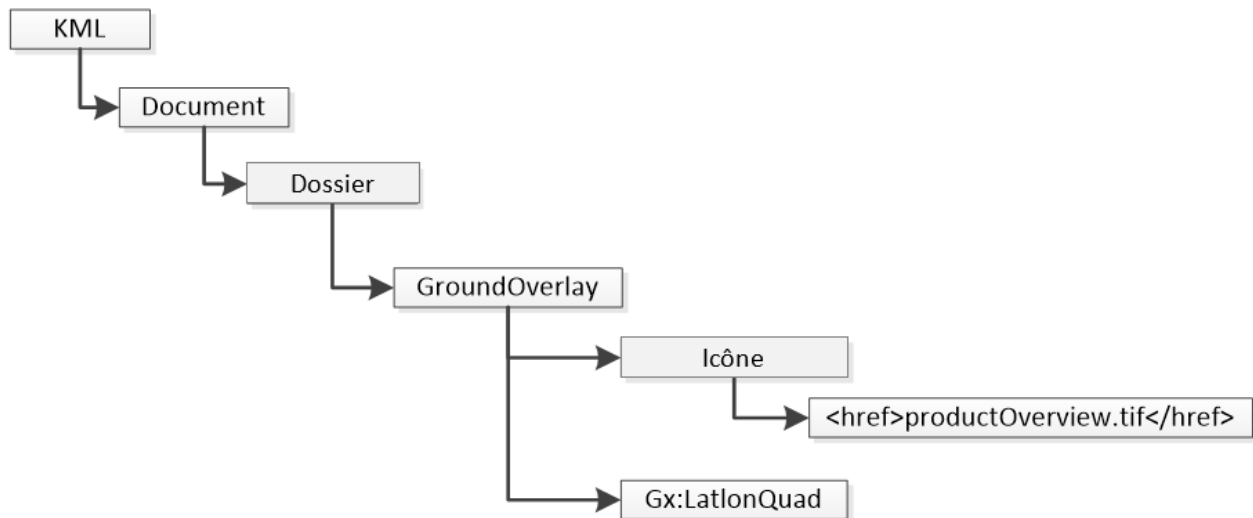 KML
Document
Dossier
GroundOverlay
Icône
<href>productOverview.tif</href>
Gx:LatlonQuad